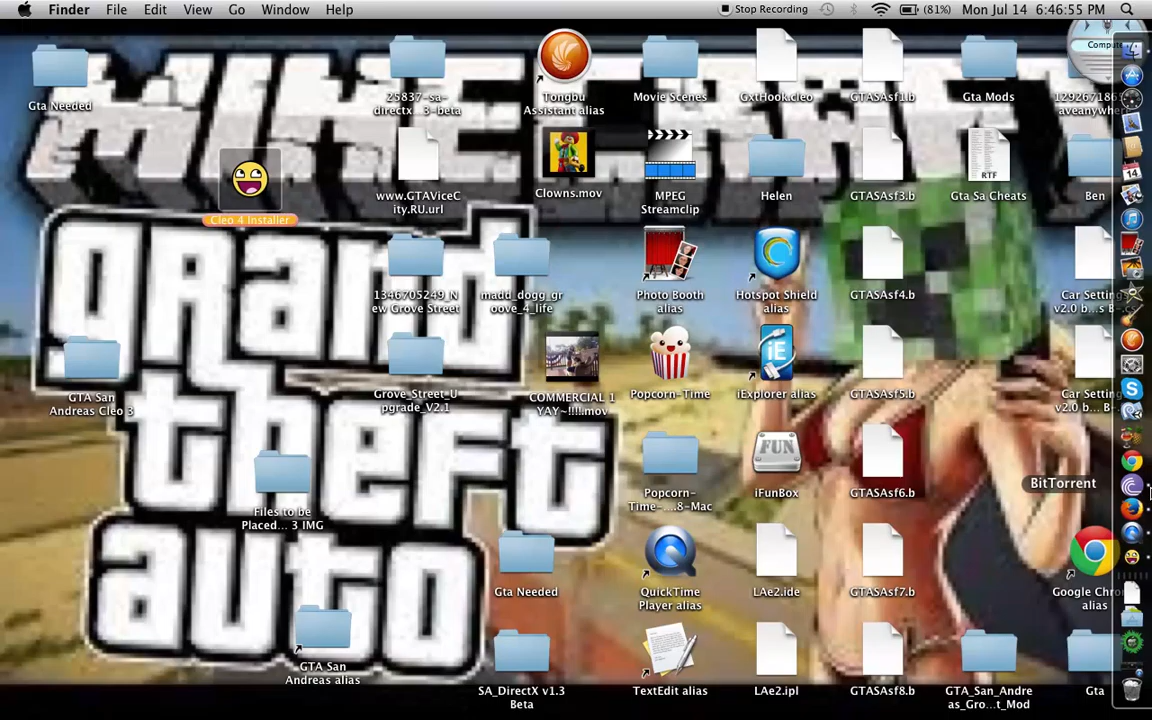 Finder File Edit View Go Window Help
Stop Recording (81%) Mon Jul 14 6:46:55 PM
MINECRAFT
grand
theft
auto
Gta Needed
25837-sa-
directx...3-beta
Tongbu
Assistant alias
Movie Scenes
GxtHook.cleo
GTASAsf1.b
Gta Mods
Compute
Cleo 4 Installer
www.GTAViceC
ity.RU.url
Clowns.mov
MPEG
Streamclip
Helen
GTASAsf3.b
RTF
Gta Sa Cheats
Ben
14
1346705249_N
ew Grove Street
madd_dogg_gr
oove_4_life
Photo Booth
alias
Hotspot Shield
alias
GTASAsf4.b
Car Setting
GTA San
Andreas Cleo 3
Grove_Street_U
pgrade_V2.1
COMMERCIAL 1
YAY~!!!!.mov
Popcorn-Time
iE
iExplorer alias
GTASAsf5.b
Car Setting
Files to be
Placed... 3 IMG
Popcorn-
Time-....8-Mac
FUN
iFunBox
GTASAsf6.b
BitTorrent
Gta Needed
QuickTime
Player alias
LAe2.ide
GTASAsf7.b
Google Chro
alias
GTA San
Andreas alias
SA_DirectX v1.3
Beta
TextEdit alias
LAe2.ipl
GTASAsf8.b
GTA_San_Andre
as_Gro...t_Mod
Gta